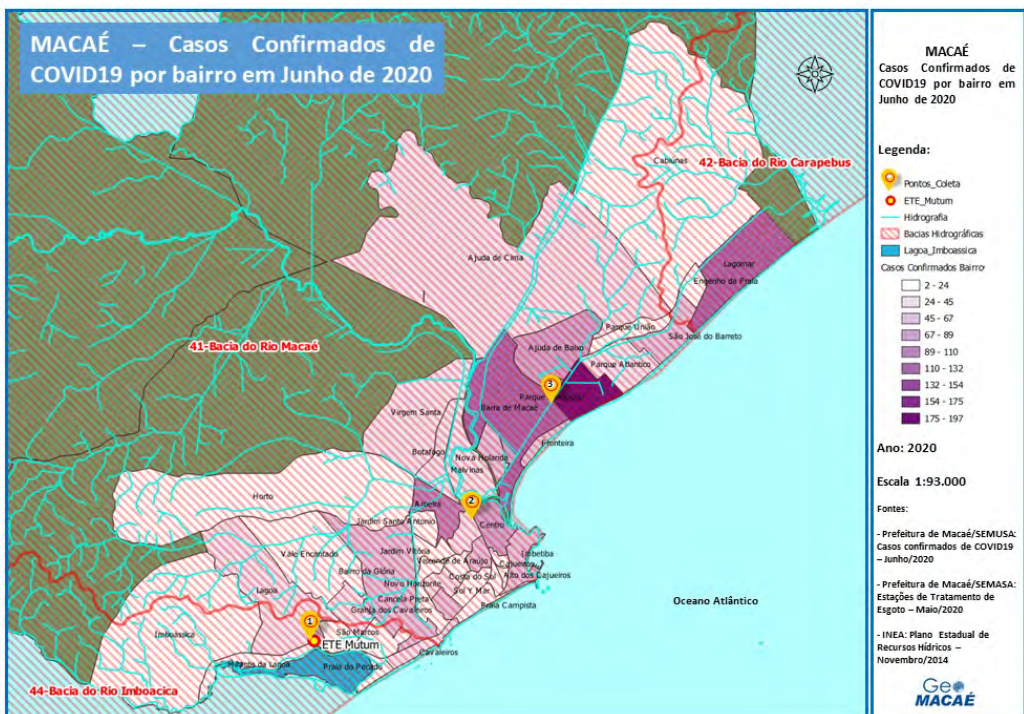 MACAÉ – Casos Confirmados de
COVID19 por bairro em Junho de 2020
42-Bacia do Rio Carapebus
Cabiúnas
Ajuda de Cima
Lagomar
Engenho da Praia
Parque União
São José do Barreto
Ajuda de Baixo
Parque Atlantico
41-Bacia do Rio Macaé
3
Parque
Barra de Macaé
Virgem Santa
Botafogo
Fronteira
Nova Holanda
Malvinas
Horto
Aroeira
2
Jardim Santo Antonio
Centro
Vale Encantado
Jardim Vitória
Imbetiba
Visconde de Araújo
Cajueiros
Bairro da Glória
Costa do Sol
Alto dos Cajueiros
Lagoa
Novo Horizonte
Sol Y Mar
Cancela Preta
Granja dos Cavaleiros
Praia Campista
Oceano Atlântico
1
Imboassica
São Marcos
ETE Mutum
Cavaleiros
da Lagoa
Praia do Pecado
44-Bacia do Rio Imboacica
MACAÉ
Casos Confirmados de
COVID19 por bairro em
Junho de 2020
Legenda:
Pontos_Coleta
ETE_Mutum
Hidrografia
Bacias Hidrográficas
Lagoa_Imboassica
Casos Confirmados Bairro
2 - 24
24 - 45
45 - 67
67 - 89
89 - 110
110 - 132
132 - 154
154 - 175
175 - 197
Ano: 2020
Escala 1:93.000
Fontes:
- Prefeitura de Macaé/SEMUSA:
Casos confirmados de COVID19
– Junho/2020
- Prefeitura de Macaé/SEMASA:
Estações de Tratamento de
Esgoto – Maio/2020
- INEA: Plano Estadual de
Recursos Hídricos –
Novembro/2014
Geo
MACAÉ